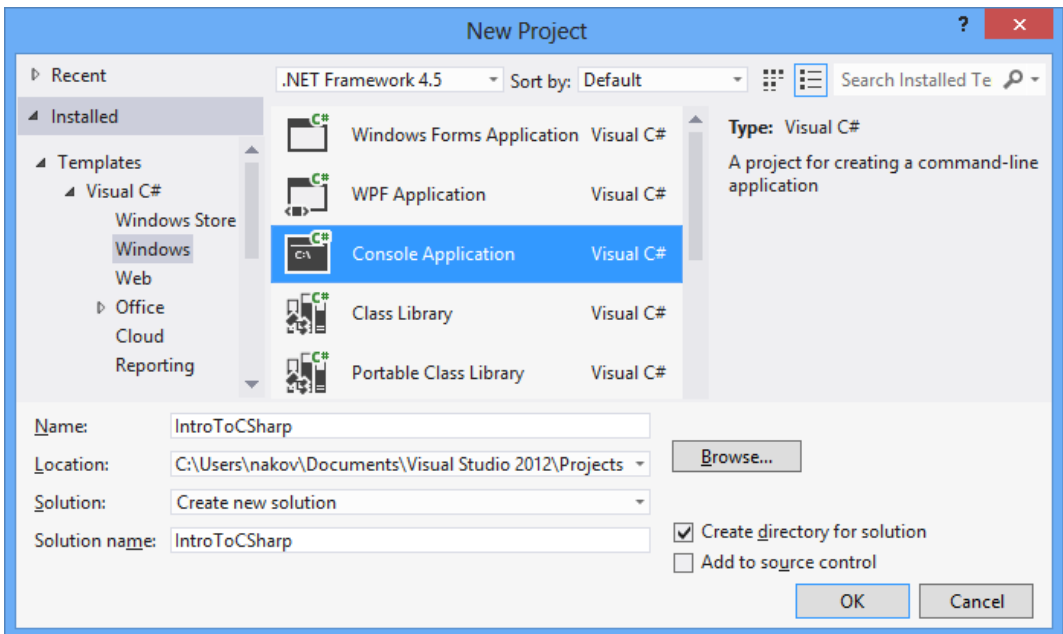 New Project
?
Recent
.NET Framework 4.5
Sort by: Default
Search Installed Te
Installed
Templates
Visual C#
Windows Store
Windows
Web
Office
Cloud
Reporting
C# Windows Forms Application Visual C#
C# WPF Application Visual C#
C:\ C# Console Application Visual C#
C# Class Library Visual C#
C# Portable Class Library Visual C#
Type: Visual C#
A project for creating a command-line
application
Name: IntroToCSharp
Location: C:\Users\nakov\Documents\Visual Studio 2012\Projects
Browse...
Solution: Create new solution
Solution name: IntroToCSharp
Create directory for solution
Add to source control
OK
Cancel